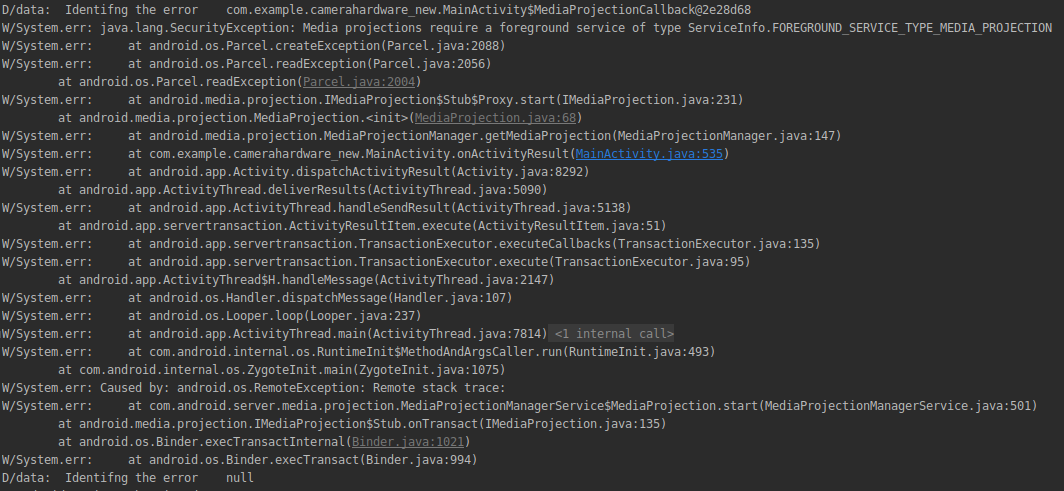 D/data:  Identifng the error    com.example.camerahardware_new.MainActivity$MediaProjectionCallback@2e28d68
W/System.err: java.lang.SecurityException: Media projections require a foreground service of type ServiceInfo.FOREGROUND_SERVICE_TYPE_MEDIA_PROJECTION
W/System.err:     at android.os.Parcel.createException(Parcel.java:2088)
W/System.err:     at android.os.Parcel.readException(Parcel.java:2056)
        at android.os.Parcel.readException(Parcel.java:2004)
W/System.err:     at android.media.projection.IMediaProjection$Stub$Proxy.start(IMediaProjection.java:231)
        at android.media.projection.MediaProjection.<init>(MediaProjection.java:68)
W/System.err:     at android.media.projection.MediaProjectionManager.getMediaProjection(MediaProjectionManager.java:147)
W/System.err:     at com.example.camerahardware_new.MainActivity.onActivityResult(MainActivity.java:535)
W/System.err:     at android.app.Activity.dispatchActivityResult(Activity.java:8292)
        at android.app.ActivityThread.deliverResults(ActivityThread.java:5090)
W/System.err:     at android.app.ActivityThread.handleSendResult(ActivityThread.java:5138)
        at android.app.servertransaction.ActivityResultItem.execute(ActivityResultItem.java:51)
W/System.err:     at android.app.servertransaction.TransactionExecutor.executeCallbacks(TransactionExecutor.java:135)
W/System.err:     at android.app.servertransaction.TransactionExecutor.execute(TransactionExecutor.java:95)
        at android.app.ActivityThread$H.handleMessage(ActivityThread.java:2147)
W/System.err:     at android.os.Handler.dispatchMessage(Handler.java:107)
W/System.err:     at android.os.Looper.loop(Looper.java:237)
W/System.err:     at android.app.ActivityThread.main(ActivityThread.java:7814) <1 internal call>
W/System.err:     at com.android.internal.os.RuntimeInit$MethodAndArgsCaller.run(RuntimeInit.java:493)
        at com.android.internal.os.ZygoteInit.main(ZygoteInit.java:1075)
W/System.err: Caused by: android.os.RemoteException: Remote stack trace:
W/System.err:     at com.android.server.media.projection.MediaProjectionManagerService$MediaProjection.start(MediaProjectionManagerService.java:501)
        at android.media.projection.IMediaProjection$Stub.onTransact(IMediaProjection.java:135)
        at android.os.Binder.execTransactInternal(Binder.java:1021)
W/System.err:     at android.os.Binder.execTransact(Binder.java:994)
D/data:  Identifng the error    null